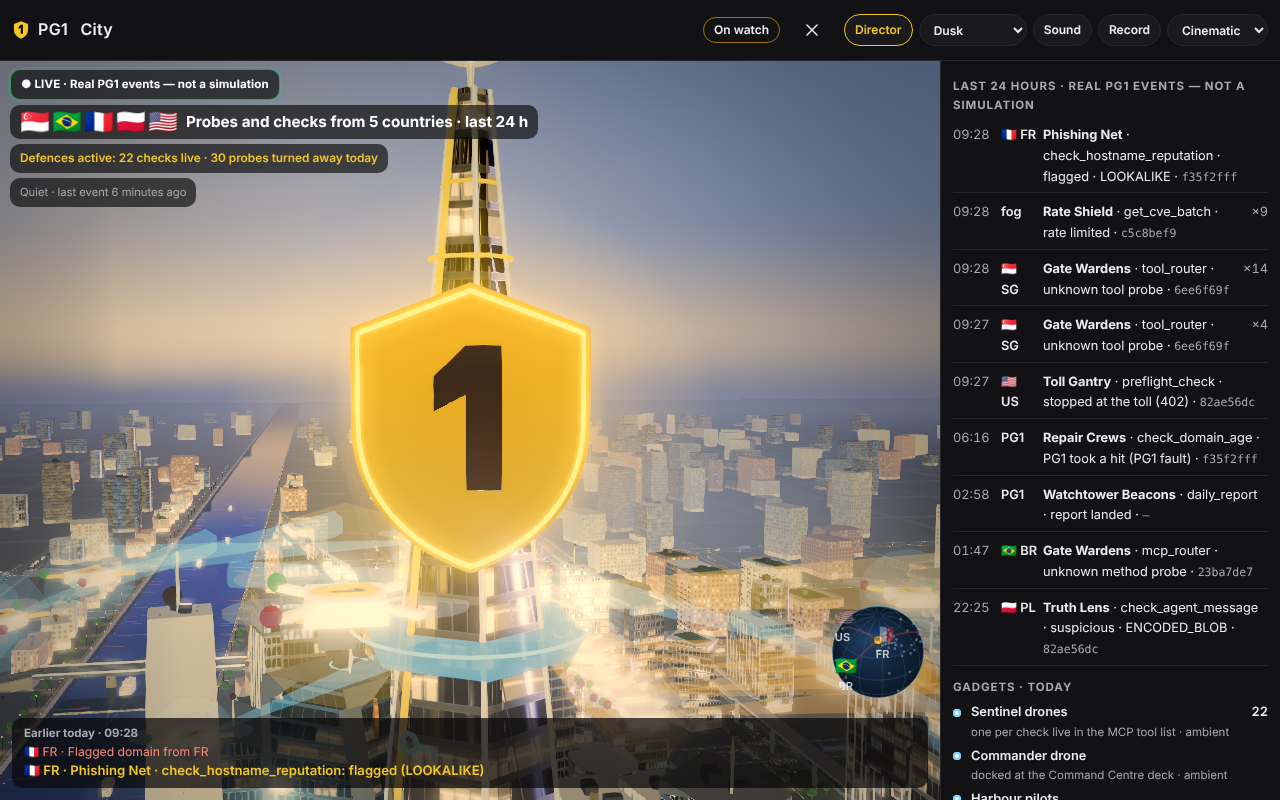 1 PG1 City
On watch
Director
Dusk
Sound
Record
Cinematic
● LIVE · Real PG1 events — not a simulation
🇸🇬🇧🇷🇫🇷🇵🇱🇺🇸 Probes and checks from 5 countries · last 24 h
Defences active: 22 checks live · 30 probes turned away today
Quiet · last event 6 minutes ago
1
US
FR
BR
Earlier today · 09:28
🇫🇷 FR · Flagged domain from FR
🇫🇷 FR · Phishing Net · check_hostname_reputation: flagged (LOOKALIKE)
LAST 24 HOURS · REAL PG1 EVENTS — NOT A
SIMULATION
09:28 🇫🇷 FR Phishing Net ·
check_hostname_reputation ·
flagged · LOOKALIKE · f35f2fff
09:28 fog Rate Shield · get_cve_batch · ×9
rate limited · c5c8bef9
09:28 🇸🇬 Gate Wardens · tool_router · ×14
SG unknown tool probe · 6ee6f69f
09:27 🇸🇬 Gate Wardens · tool_router · ×4
SG unknown tool probe · 6ee6f69f
09:27 🇺🇸 Toll Gantry · preflight_check ·
US stopped at the toll (402) · 82ae56dc
06:16 PG1 Repair Crews · check_domain_age ·
PG1 took a hit (PG1 fault) · f35f2fff
02:58 PG1 Watchtower Beacons · daily_report
· report landed · —
01:47 🇧🇷 BR Gate Wardens · mcp_router ·
unknown method probe · 23ba7de7
22:25 🇵🇱 PL Truth Lens · check_agent_message
· suspicious · ENCODED_BLOB ·
82ae56dc
GADGETS · TODAY
Sentinel drones 22
one per check live in the MCP tool list · ambient
Commander drone
docked at the Command Centre deck · ambient
Harbour pilots